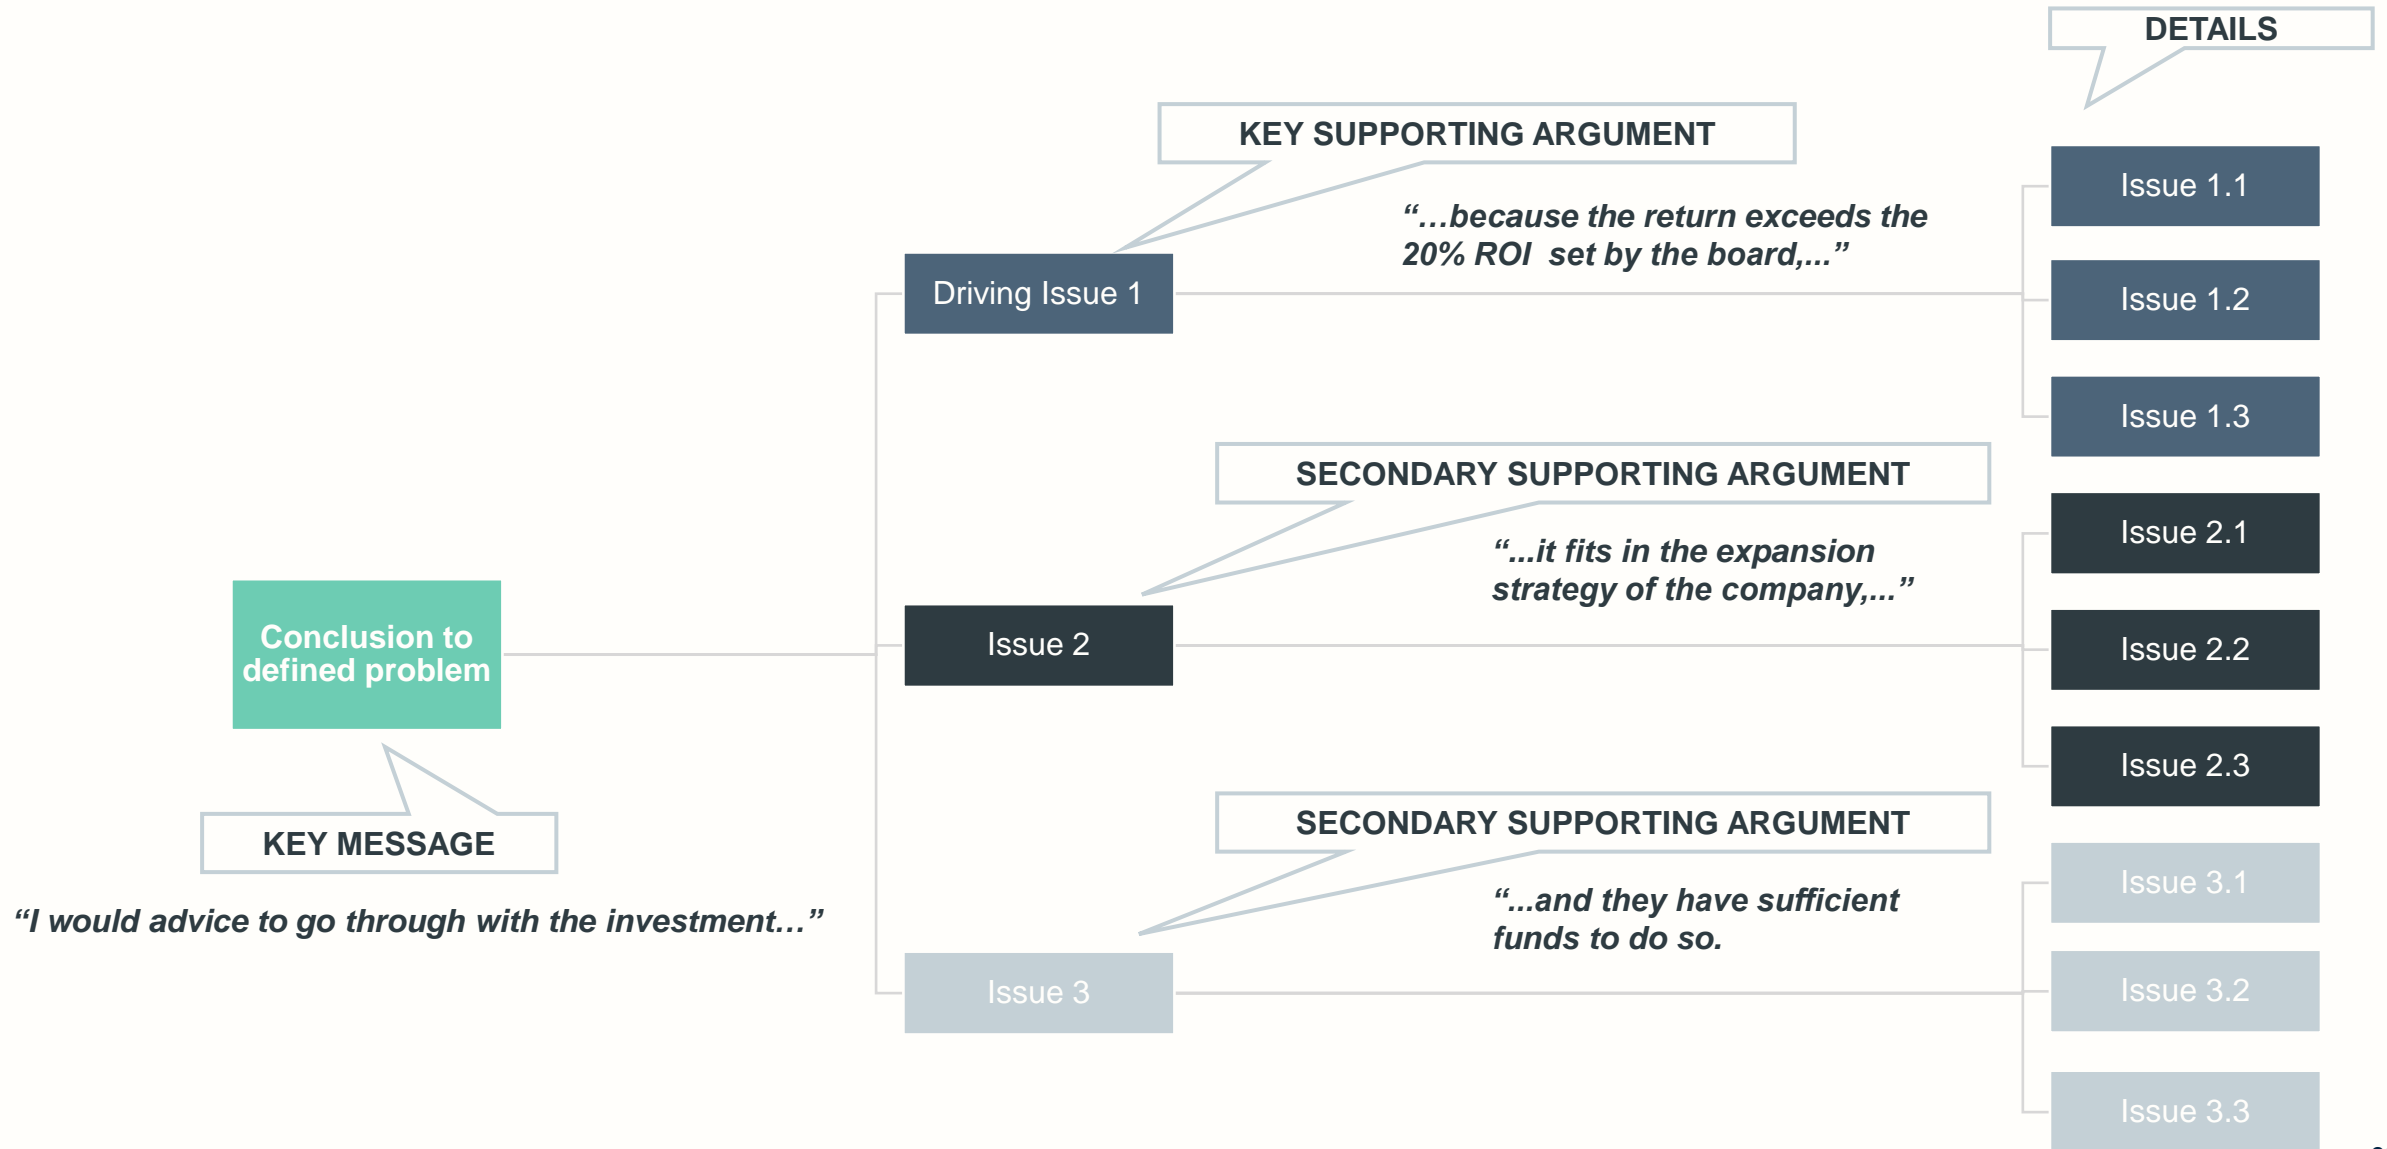 DETAILS
KEY SUPPORTING ARGUMENT
Issue 1.1
“…because the return exceeds the
20% ROI  set by the board,...”
Driving Issue 1
Issue 1.2
Issue 1.3
SECONDARY SUPPORTING ARGUMENT
Issue 2.1
“...it fits in the expansion
strategy of the company,...”
Conclusion to
defined problem
Issue 2
Issue 2.2
Issue 2.3
KEY MESSAGE
SECONDARY SUPPORTING ARGUMENT
Issue 3.1
“I would advice to go through with the investment…”
“...and they have sufficient
funds to do so.
Issue 3
Issue 3.2
Issue 3.3